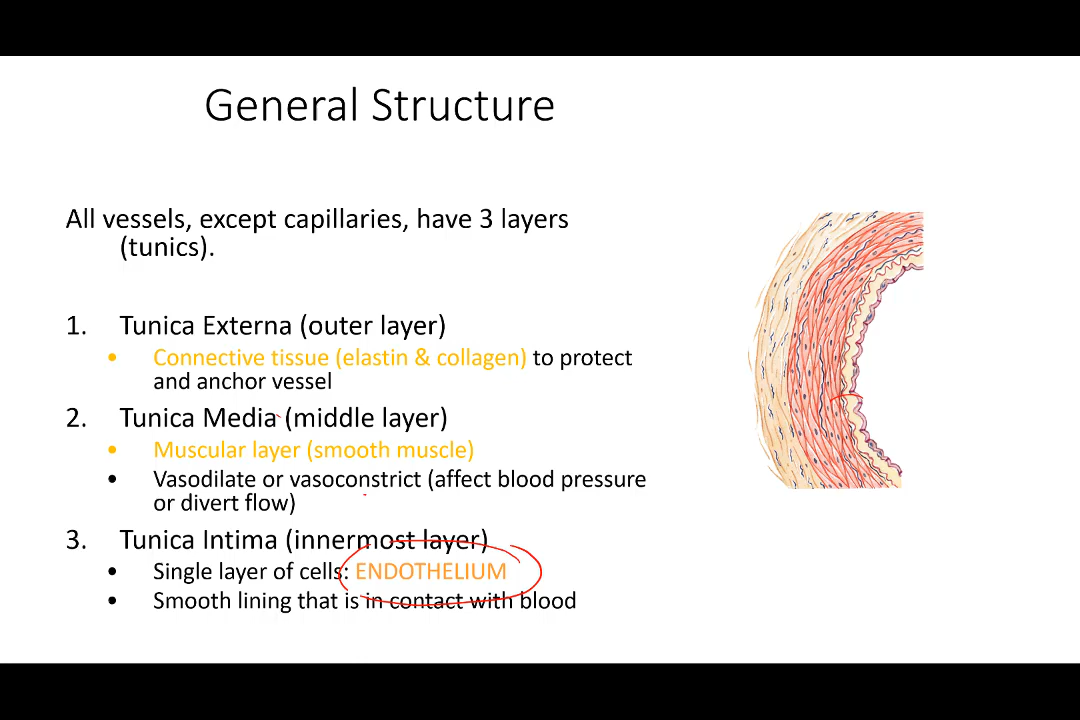 General Structure
All vessels, except capillaries, have 3 layers
(tunics).
1. Tunica Externa (outer layer)
• Connective tissue (elastin & collagen) to protect
and anchor vessel
2. Tunica Media (middle layer)
• Muscular layer (smooth muscle)
• Vasodilate or vasoconstrict (affect blood pressure
or divert flow)
3. Tunica Intima (innermost layer)
• Single layer of cells: ENDOTHELIUM
• Smooth lining that is in contact with blood